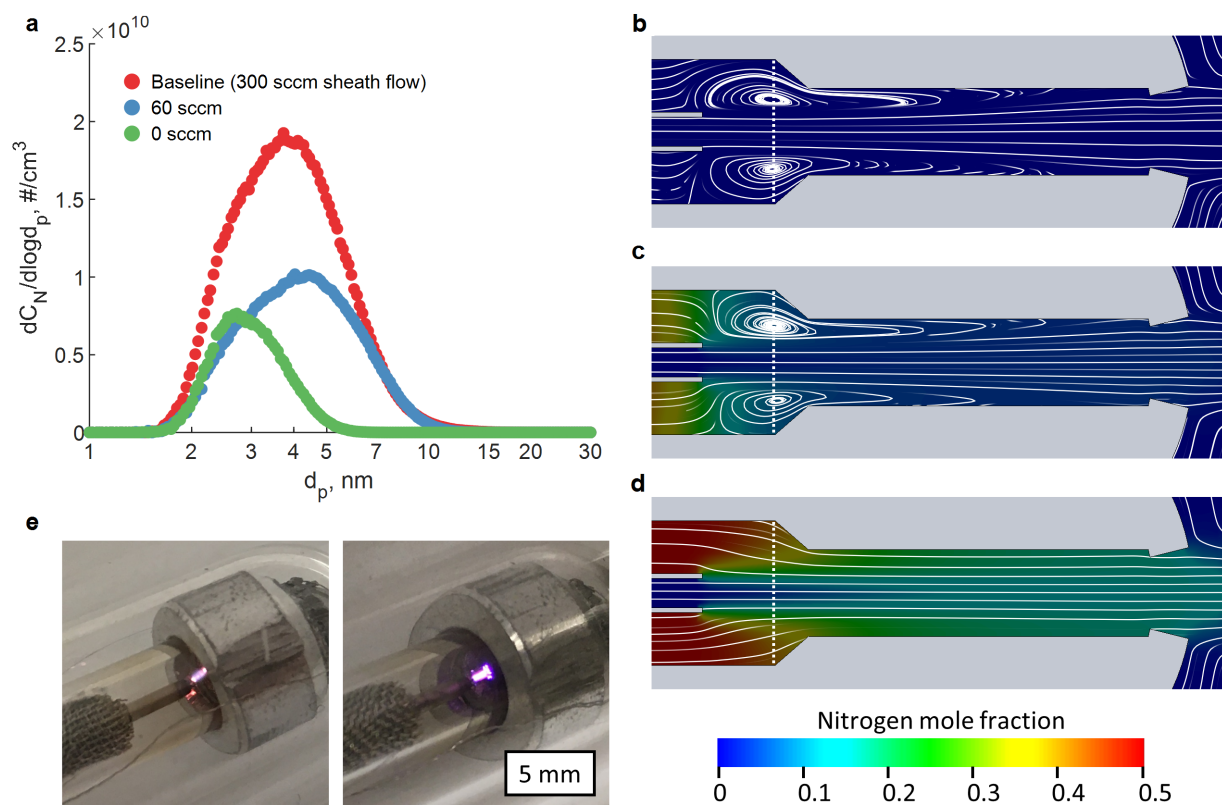 a
×10^10
2.5
2
1.5
1
0.5
0
dC_N/dlogd_p, #/cm^3
Baseline (300 sccm sheath flow)
60 sccm
0 sccm
1 2 3 4 5 7 10 15 20 30
d_p, nm
b
c
d
e
5 mm
Nitrogen mole fraction
0 0.1 0.2 0.3 0.4 0.5